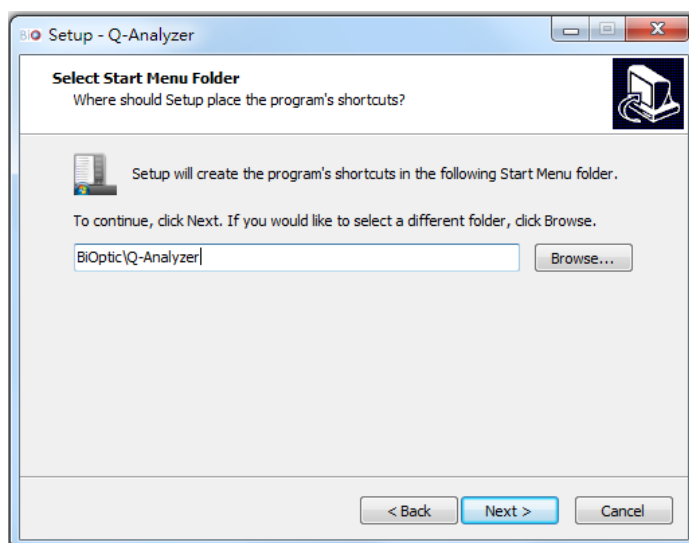 BiO Setup - Q-Analyzer
Select Start Menu Folder
Where should Setup place the program's shortcuts?
Setup will create the program's shortcuts in the following Start Menu folder.
To continue, click Next. If you would like to select a different folder, click Browse.
BiOptic\Q-Analyzer
Browse...
< Back
Next >
Cancel